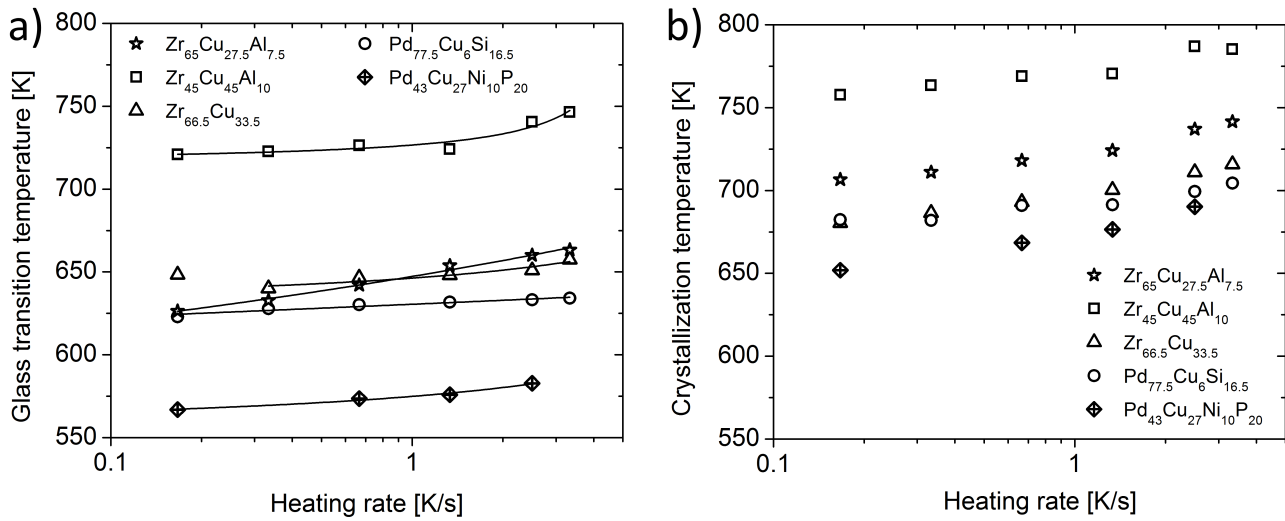 a)
800
750
700
650
600
550
Glass transition temperature [K]
Zr65Cu27.5Al7.5
Zr45Cu45Al10
Zr66.5Cu33.5
Pd77.5Cu6Si16.5
Pd43Cu27Ni10P20
0.1
1
Heating rate [K/s]
b)
800
750
700
650
600
550
Crystallization temperature [K]
Zr65Cu27.5Al7.5
Zr45Cu45Al10
Zr66.5Cu33.5
Pd77.5Cu6Si16.5
Pd43Cu27Ni10P20
0.1
1
Heating rate [K/s]